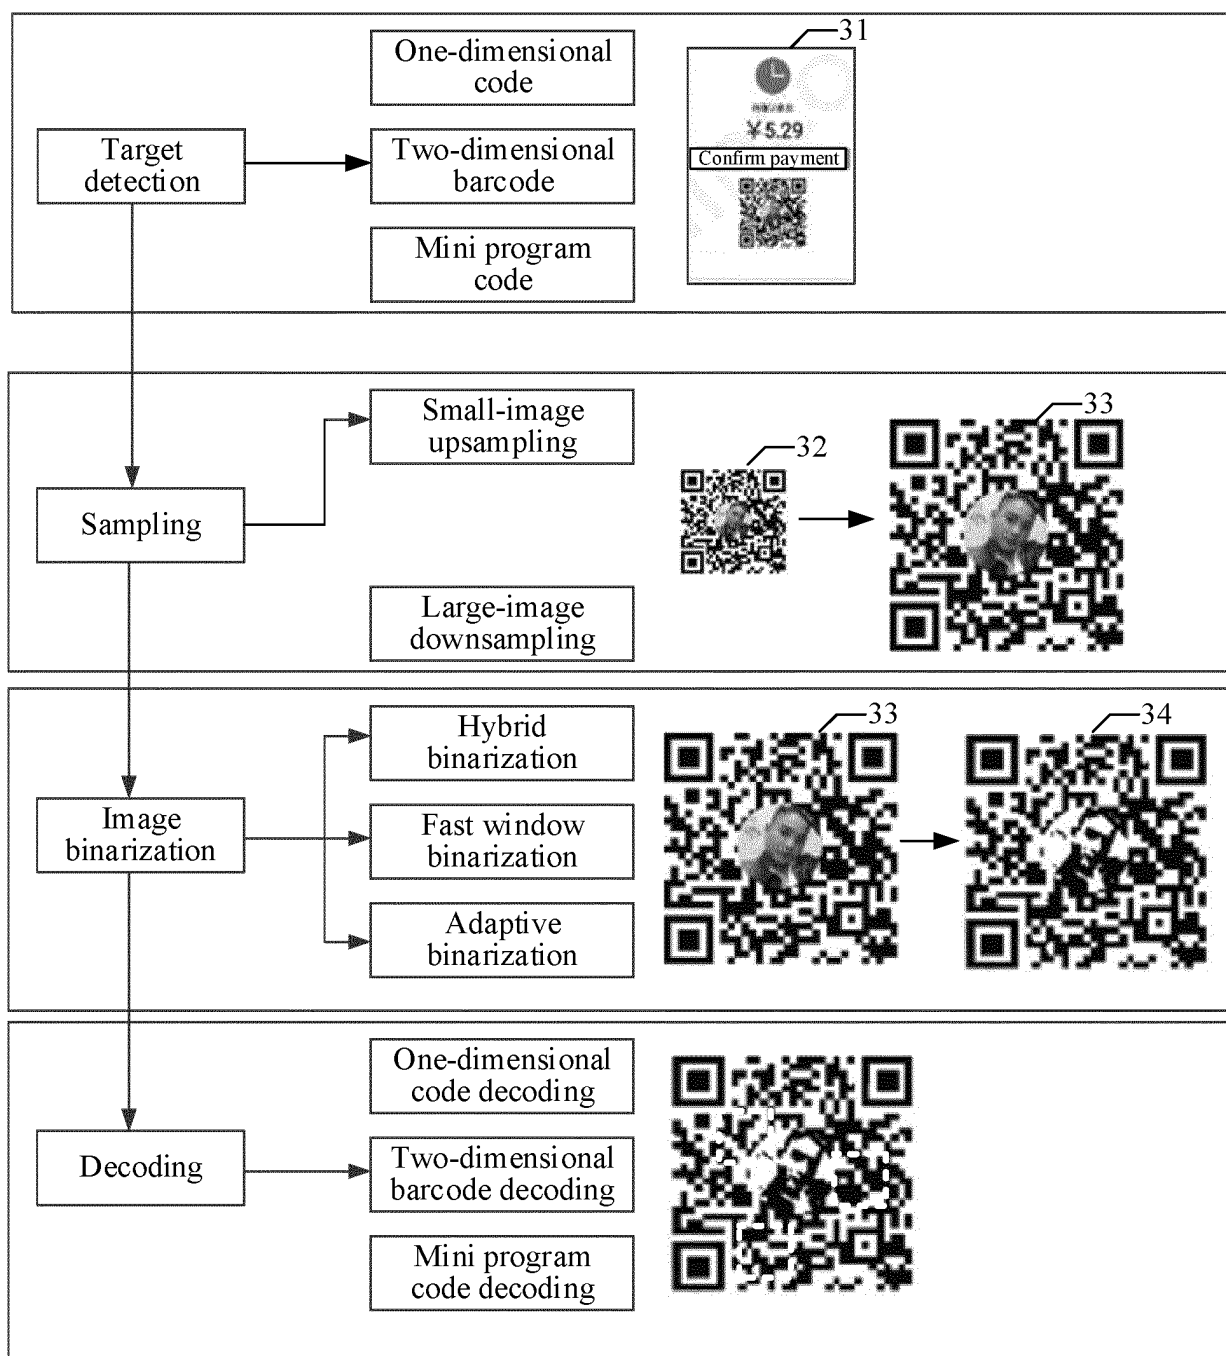 One-dimensional
code
31
¥5.29
Target
detection
Two-dimensional
barcode
Confirm payment
Mini program
code
Small-image
upsampling
32
33
Sampling
Large-image
downsampling
Hybrid
binarization
33
34
Image
binarization
Fast window
binarization
Adaptive
binarization
One-dimensional
code decoding
Decoding
Two-dimensional
barcode decoding
Mini program
code decoding